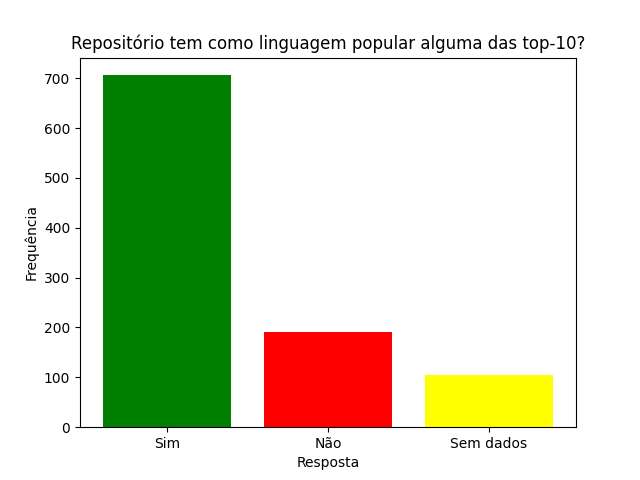 Repositório tem como linguagem popular alguma das top-10?
700
600
500
400
300
200
100
0
Frequência
Sim
Não
Sem dados
Resposta